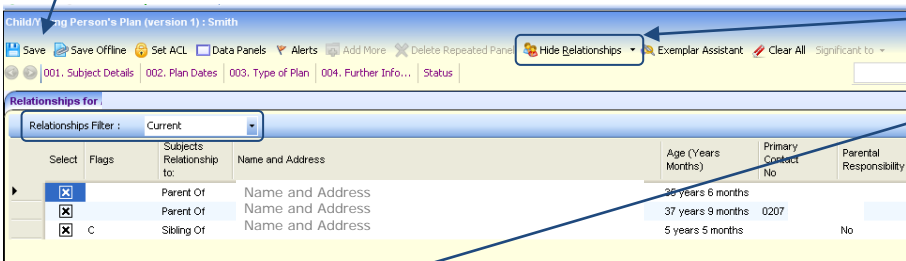 Child/Young Person's Plan (version 1) : Smith
Save Save Offline Set ACL Data Panels Alerts Add More Delete Repeated Panel Hide Relationships Exemplar Assistant Clear All Significant to
001. Subject Details 002. Plan Dates 003. Type of Plan 004. Further Info... Status
Relationships for
Relationships Filter : Current
Select Flags Subjects Relationship to: Name and Address Age (Years Months) Primary Contact No Parental Responsibility
Parent Of Name and Address 35 years 6 months
Parent Of Name and Address 37 years 9 months 0207
C Sibling Of Name and Address 5 years 5 months No